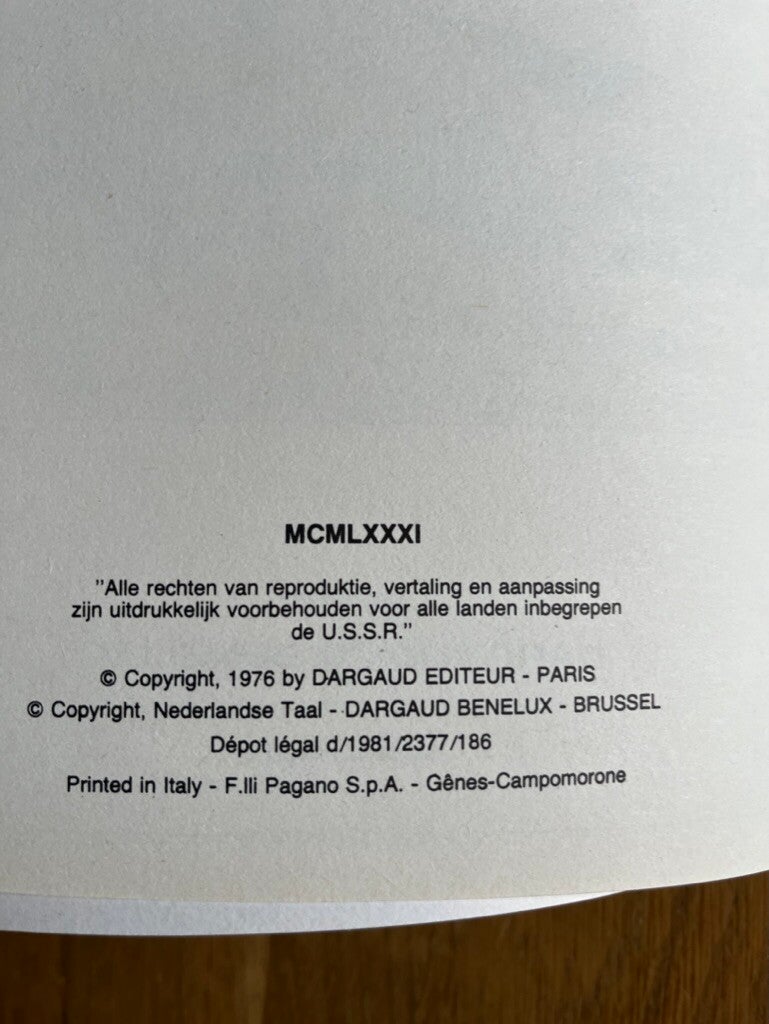 MCMLXXXI
"Alle rechten van reproduktie, vertaling en aanpassing
zijn uitdrukkelijk voorbehouden voor alle landen inbegrepen
de U.S.S.R."
© Copyright, 1976 by DARGAUD EDITEUR - PARIS
© Copyright, Nederlandse Taal - DARGAUD BENELUX - BRUSSEL
Dépot légal d/1981/2377/186
Printed in Italy - F.lli Pagano S.p.A. - Gênes-Campomorone